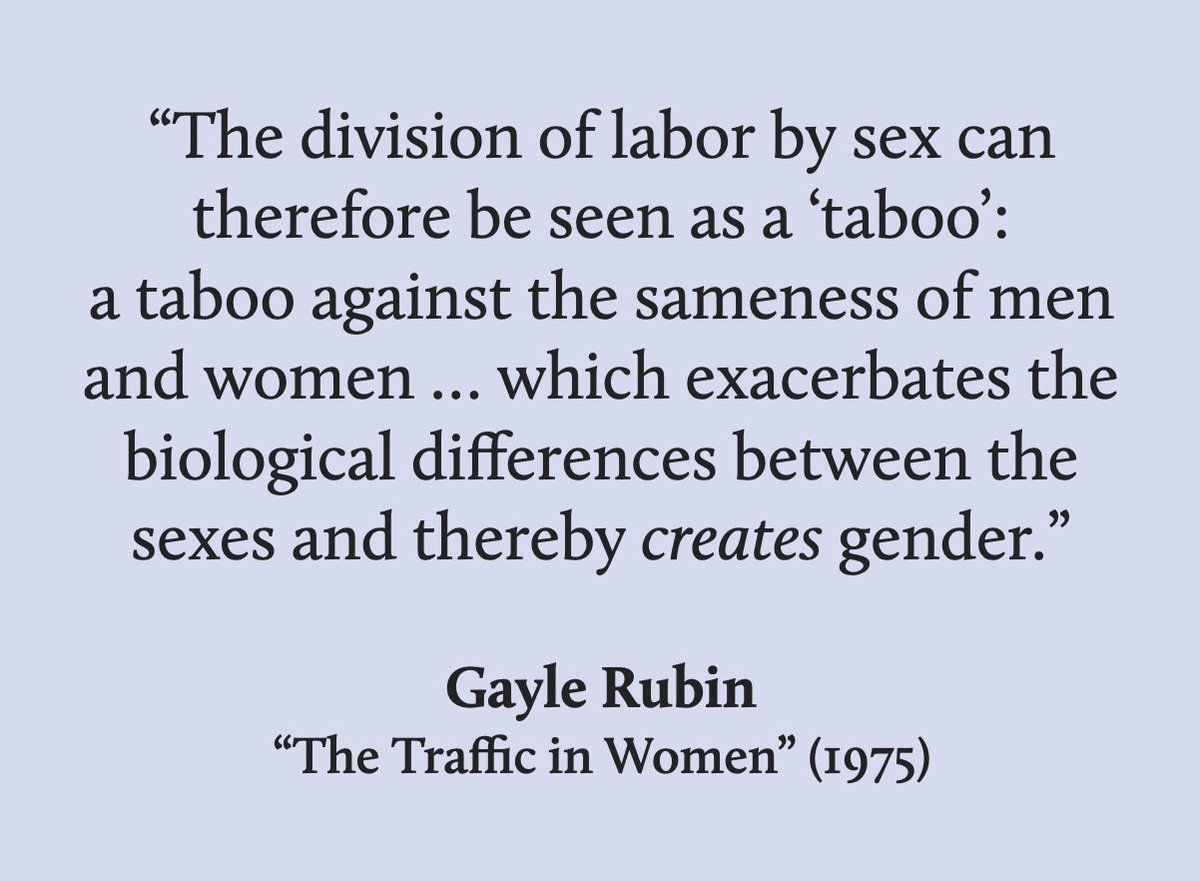 “The division of labor by sex can
therefore be seen as a ‘taboo’:
a taboo against the sameness of men
and women ... which exacerbates the
biological differences between the
sexes and thereby creates gender.”
Gayle Rubin
“The Traffic in Women” (1975)